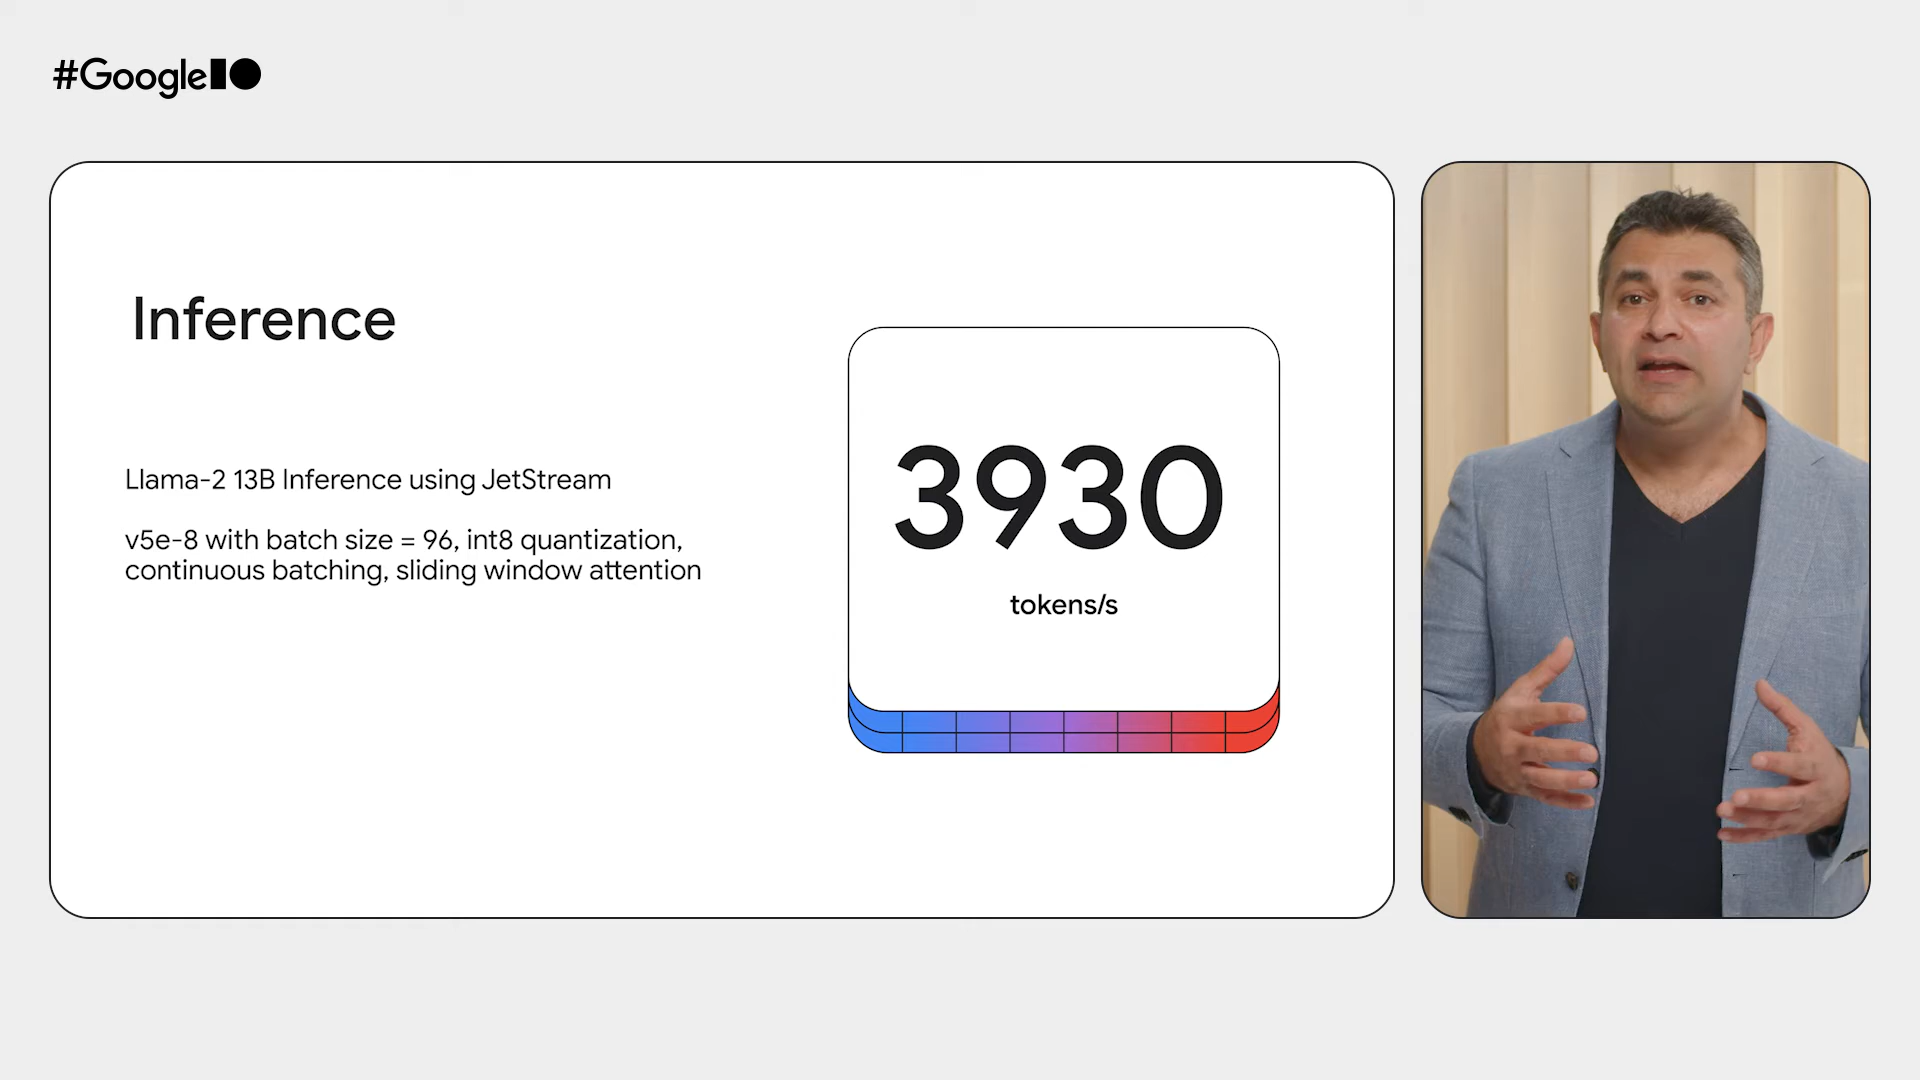 #GoogleIO
Inference
Llama-2 13B Inference using JetStream
v5e-8 with batch size = 96, int8 quantization,
continuous batching, sliding window attention
3930
tokens/s